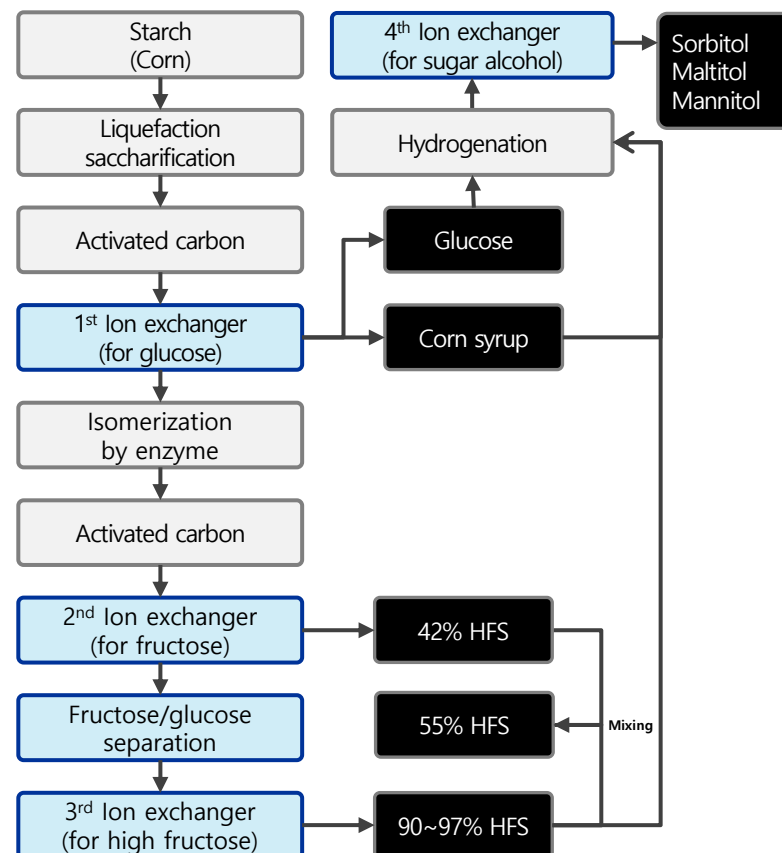 Starch
(Corn)
Liquefaction
saccharification
Activated carbon
1st Ion exchanger
(for glucose)
Isomerization
by enzyme
Activated carbon
2nd Ion exchanger
(for fructose)
Fructose/glucose
separation
3rd Ion exchanger
(for high fructose)
4th Ion exchanger
(for sugar alcohol)
Sorbitol
Maltitol
Mannitol
Hydrogenation
Glucose
Corn syrup
42% HFS
55% HFS
Mixing
90~97% HFS